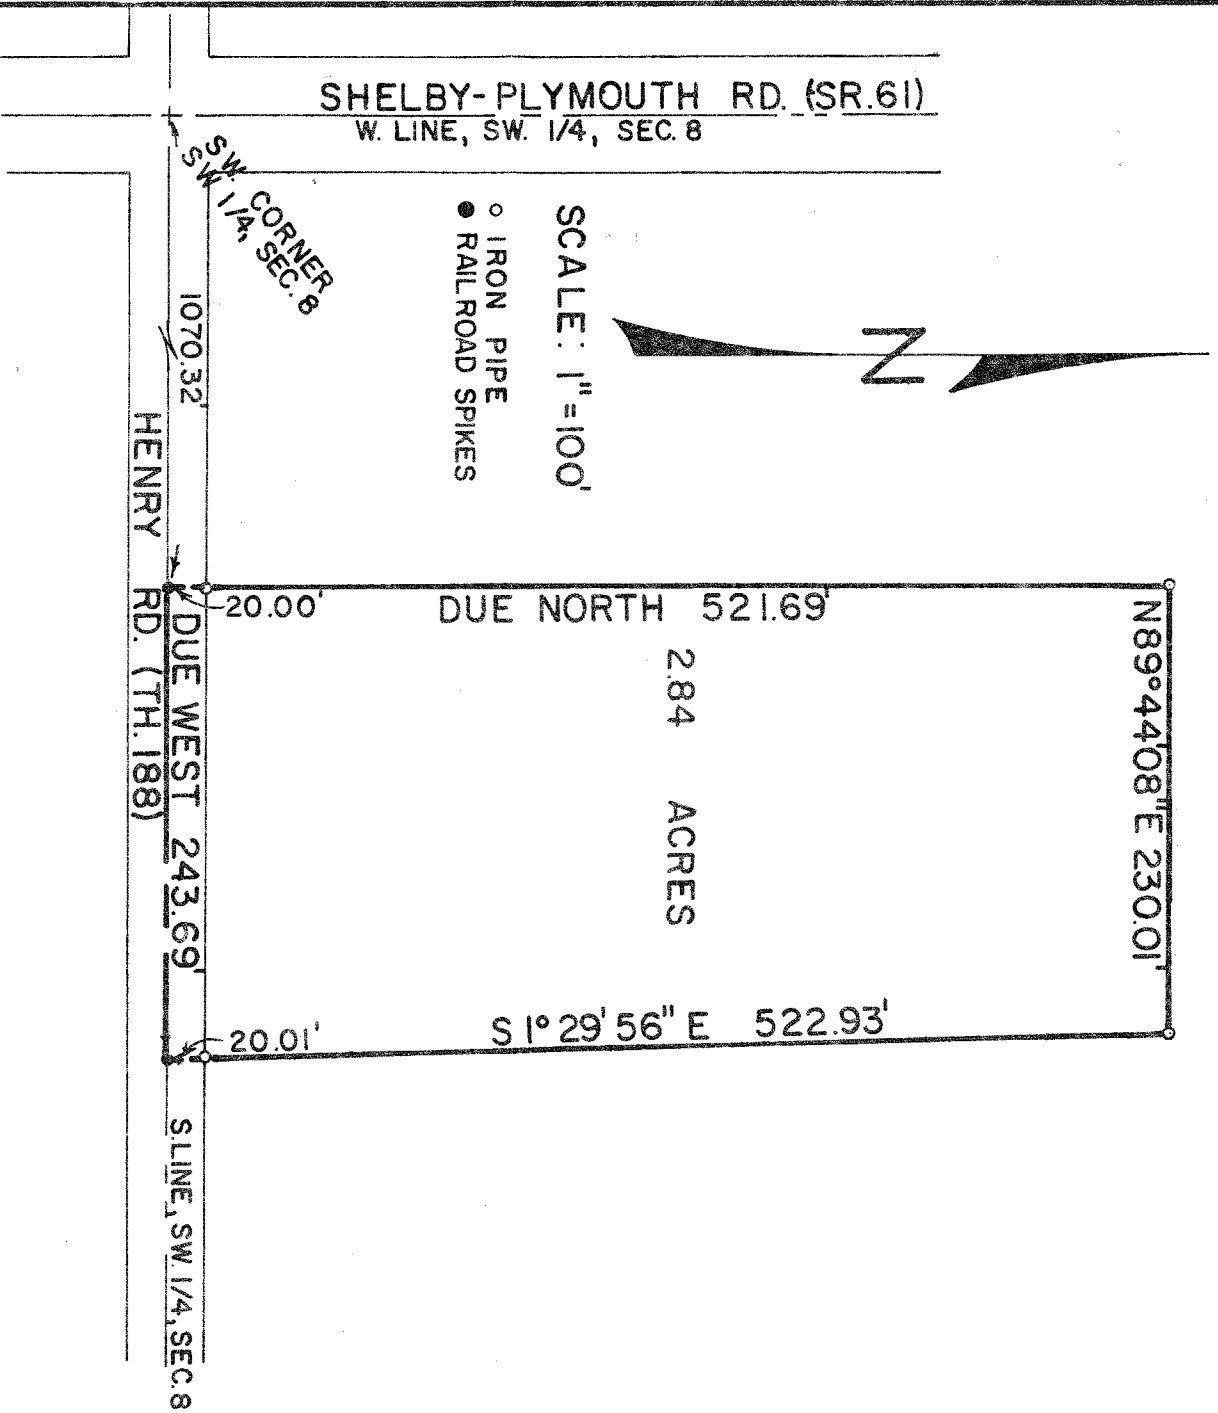 SHELBY-PLYMOUTH RD. (SR.61)
W. LINE, SW. 1/4, SEC. 8
SW. CORNER
SW 1/4, SEC. 8
SCALE: 1"=100'
○ IRON PIPE
● RAILROAD SPIKES
N
1070.32'
HENRY RD. (TH. 188)
20.00'
DUE NORTH 521.69'
N89°44'08"E 230.01'
2.84 ACRES
DUE WEST 243.69'
S 1° 29' 56" E 522.93'
20.01'
S.LINE, SW. 1/4, SEC.8